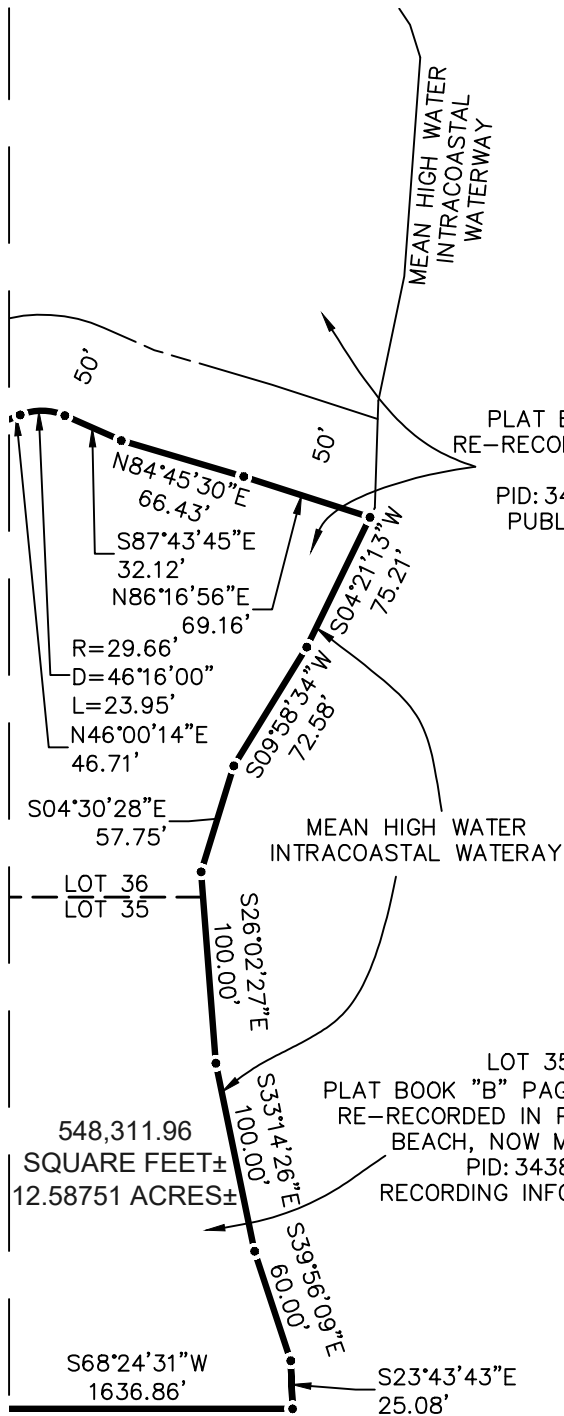 MEAN HIGH WATER
INTRACOASTAL
WATERWAY
50'
50'
PLAT B
RE-RECOR
PID: 34
PUBL
N84°45'30"E
66.43'
S87°43'45"E
32.12'
N86°16'56"E
69.16'
S04°21'13"W
75.21'
R=29.66'
D=46°16'00"
L=23.95'
N46°00'14"E
46.71'
S09°58'34"W
72.58'
S04°30'28"E
57.75'
MEAN HIGH WATER
INTRACOASTAL WATERAY
LOT 36
LOT 35
S26°02'27"E
100.00'
LOT 35
PLAT BOOK "B" PAG
RE-RECORDED IN P
BEACH, NOW M
PID: 3438
RECORDING INFO
S33°14'26"E
100.00'
548,311.96
SQUARE FEET±
12.58751 ACRES±
S39°56'09"E
60.00'
S68°24'31"W
1636.86'
S23°43'43"E
25.08'